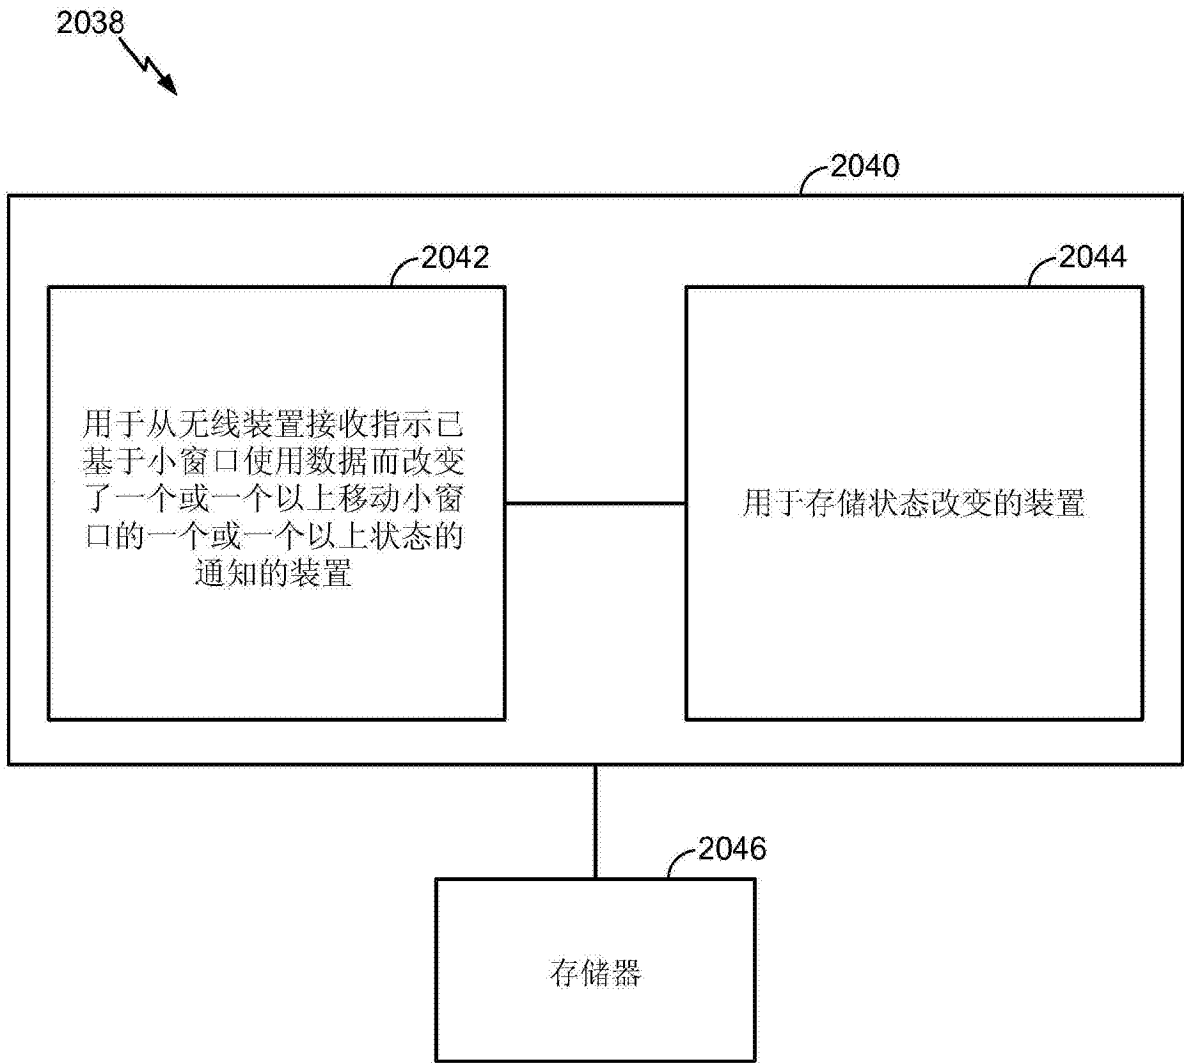 2038
2040
2042
2044
用于从无线装置接收指示已
基于小窗口使用数据而改变
了一个或一个以上移动小窗
口的一个或一个以上状态的
通知的装置
用于存储状态改变的装置
2046
存储器